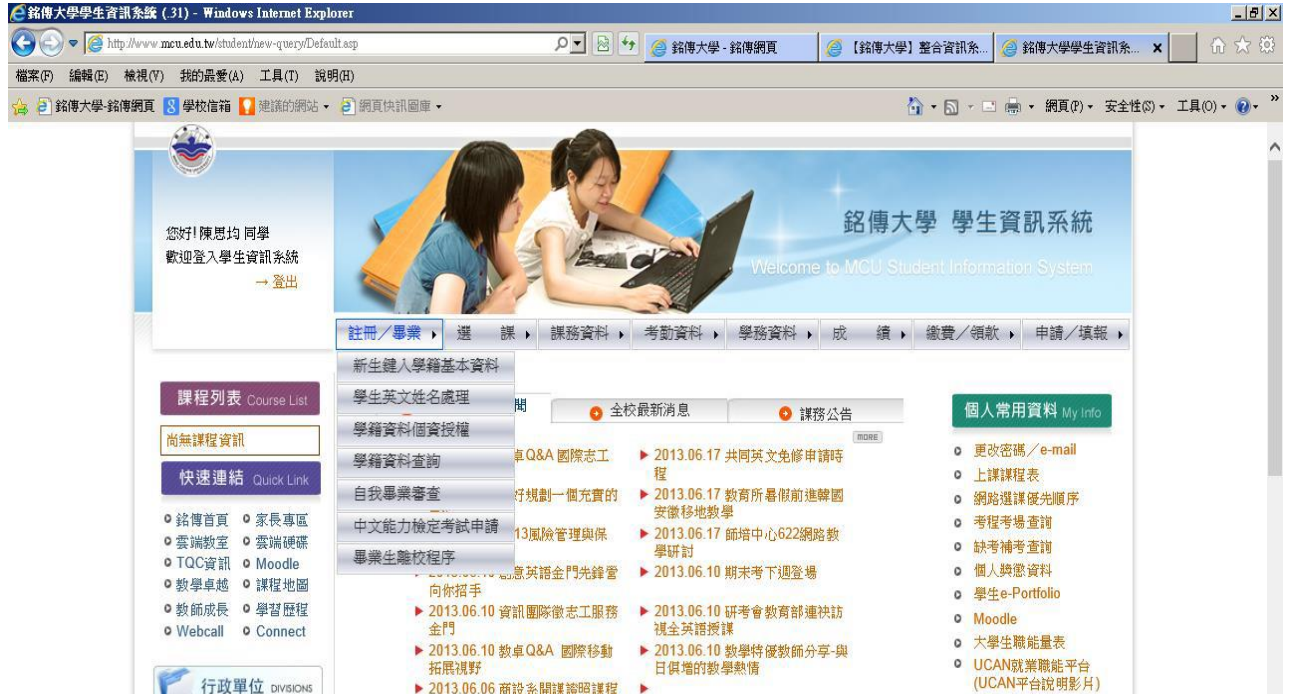 銘傳大學學生資訊系統 (.31) - Windows Internet Explorer
http://www.mcu.edu.tw/student/new-query/Default.asp
銘傳大學 - 銘傳網頁
【銘傳大學】整合資訊系...
銘傳大學學生資訊系...
檔案(F) 編輯(E) 檢視(V) 我的最愛(A) 工具(T) 說明(H)
銘傳大學-銘傳網頁 學校信箱 建議的網站 網頁快訊圖庫
網頁(P) 安全性(S) 工具(O)
您好! 陳思均 同學
歡迎登入學生資訊系統
→ 登出
銘傳大學 學生資訊系統
Welcome to MCU Student Information System
註冊／畢業 選 課 課務資料 考勤資料 學務資料 成 績 繳費／領款 申請／填報
新生鍵入學籍基本資料
學生英文姓名處理
學籍資料個資授權
學籍資料查詢
自我畢業審查
中文能力檢定考試申請
畢業生離校程序
課程列表 Course List
尚無課程資訊
快速連結 Quick Link
銘傳首頁 家長專區
雲端教室 雲端硬碟
TQC資訊 Moodle
教學卓越 課程地圖
教師成長 學習歷程
Webcall Connect
行政單位 DIVISIONS
聞
全校最新消息
課務公告
MORE
卓Q&A 國際志工
好規劃一個充實的
13風險管理與保
創意英語金門先鋒營
向你招手
2013.06.10 資訊團隊徵志工服務
金門
2013.06.10 教卓Q&A 國際移動
拓展視野
2013.06.06 商設系開課證照課程
2013.06.17 共同英文免修申請時
程
2013.06.17 教育所暑假前進韓國
安徽移地教學
2013.06.17 師培中心622網路教
學研討
2013.06.10 期末考下週登場
2013.06.10 研考會教育部連袂訪
視全英語授課
2013.06.10 教學特優教師分享-與
日俱增的教學熱情
個人常用資料 My Info
更改密碼／e-mail
上課課程表
網路選課優先順序
考程考場查詢
缺考補考查詢
個人獎懲資料
學生e-Portfolio
Moodle
大學生職能量表
UCAN就業職能平台
(UCAN平台說明影片)